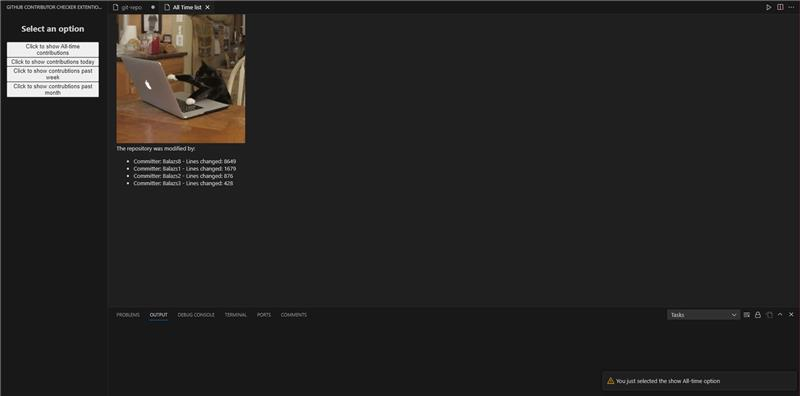 GITHUB CONTRIBUTOR CHECKER EXTENTIO...
git-repo
All Time list
Select an option
Click to show All-time
contributions
Click to show contributions today
Click to show contrubtions past
week
Click to show contrubtions past
month
The repository was modified by:
Committer: Balazs8 - Lines changed: 8649
Committer: Balazs1 - Lines changed: 1679
Committer: Balazs2 - Lines changed: 876
Committer: Balazs3 - Lines changed: 428
PROBLEMS OUTPUT DEBUG CONSOLE TERMINAL PORTS COMMENTS
Tasks
You just selected the show All-time option